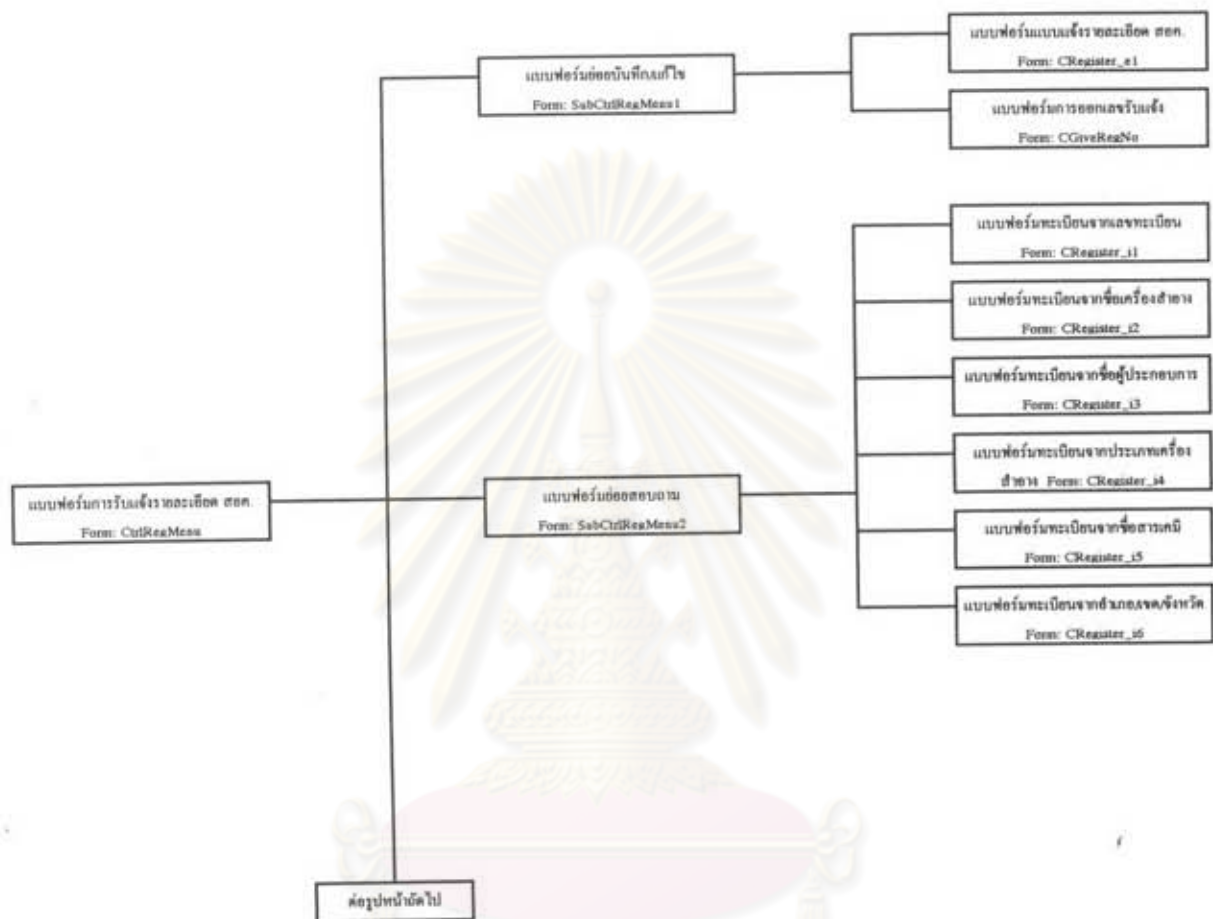 แบบฟอร์มแบบแจ้งรายละเอียด สอค.
Form: CRegister_e1
แบบฟอร์มย่อยบันทึก/แก้ไข
Form: SubCtrlRegMenu1
แบบฟอร์มการออกเลขรับแจ้ง
Form: CGiveRegNo
แบบฟอร์มทะเบียนจากเลขทะเบียน
Form: CRegister_i1
แบบฟอร์มทะเบียนจากชื่อเครื่องสำอาง
Form: CRegister_i2
แบบฟอร์มทะเบียนจากชื่อผู้ประกอบการ
Form: CRegister_i3
แบบฟอร์มทะเบียนจากประเภทเครื่อง
สำอาง Form: CRegister_i4
แบบฟอร์มการรับแจ้งรายละเอียด สอค.
Form: CtrlRegMenu
แบบฟอร์มย่อยสอบถาม
Form: SubCtrlRegMenu2
แบบฟอร์มทะเบียนจากชื่อสารเคมี
Form: CRegister_i5
แบบฟอร์มทะเบียนจากอำเภอ/เขต/จังหวัด
Form: CRegister_i6
ต่อรูปหน้าถัดไป